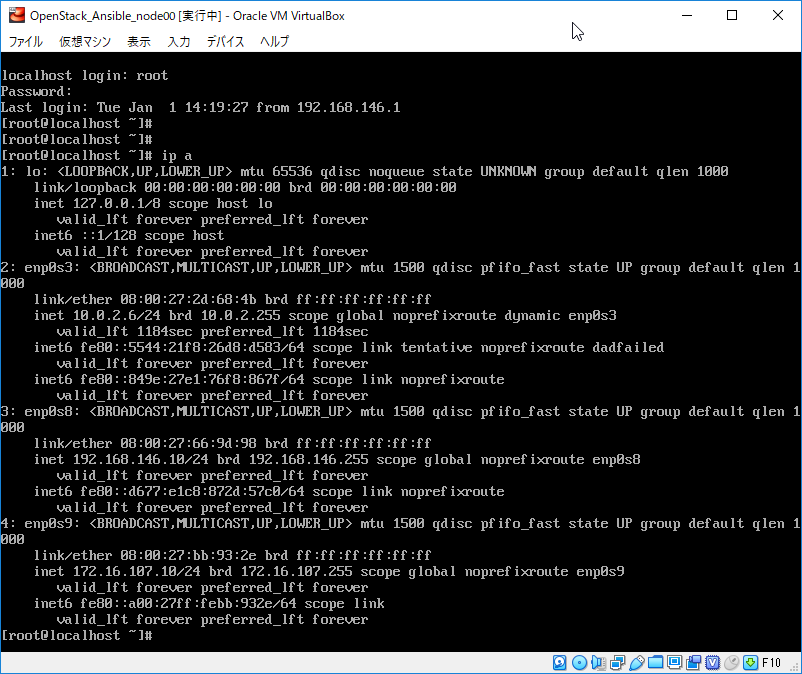 OpenStack_Ansible_node00 [実行中] - Oracle VM VirtualBox
ファイル 仮想マシン 表示 入力 デバイス ヘルプ
localhost login: root
Password:
Last login: Tue Jan  1 14:19:27 from 192.168.146.1
[root@localhost ~]#
[root@localhost ~]#
[root@localhost ~]# ip a
1: lo: <LOOPBACK,UP,LOWER_UP> mtu 65536 qdisc noqueue state UNKNOWN group default qlen 1000
    link/loopback 00:00:00:00:00:00 brd 00:00:00:00:00:00
    inet 127.0.0.1/8 scope host lo
       valid_lft forever preferred_lft forever
    inet6 ::1/128 scope host
       valid_lft forever preferred_lft forever
2: enp0s3: <BROADCAST,MULTICAST,UP,LOWER_UP> mtu 1500 qdisc pfifo_fast state UP group default qlen 1
000
    link/ether 08:00:27:2d:68:4b brd ff:ff:ff:ff:ff:ff
    inet 10.0.2.6/24 brd 10.0.2.255 scope global noprefixroute dynamic enp0s3
       valid_lft 1184sec preferred_lft 1184sec
    inet6 fe80::5544:21f8:26d8:d583/64 scope link tentative noprefixroute dadfailed
       valid_lft forever preferred_lft forever
    inet6 fe80::849e:27e1:76f8:867f/64 scope link noprefixroute
       valid_lft forever preferred_lft forever
3: enp0s8: <BROADCAST,MULTICAST,UP,LOWER_UP> mtu 1500 qdisc pfifo_fast state UP group default qlen 1
000
    link/ether 08:00:27:66:9d:98 brd ff:ff:ff:ff:ff:ff
    inet 192.168.146.10/24 brd 192.168.146.255 scope global noprefixroute enp0s8
       valid_lft forever preferred_lft forever
    inet6 fe80::d677:e1c8:872d:57c0/64 scope link noprefixroute
       valid_lft forever preferred_lft forever
4: enp0s9: <BROADCAST,MULTICAST,UP,LOWER_UP> mtu 1500 qdisc pfifo_fast state UP group default qlen 1
000
    link/ether 08:00:27:bb:93:2e brd ff:ff:ff:ff:ff:ff
    inet 172.16.107.10/24 brd 172.16.107.255 scope global noprefixroute enp0s9
       valid_lft forever preferred_lft forever
    inet6 fe80::a00:27ff:febb:932e/64 scope link
       valid_lft forever preferred_lft forever
[root@localhost ~]#
F10